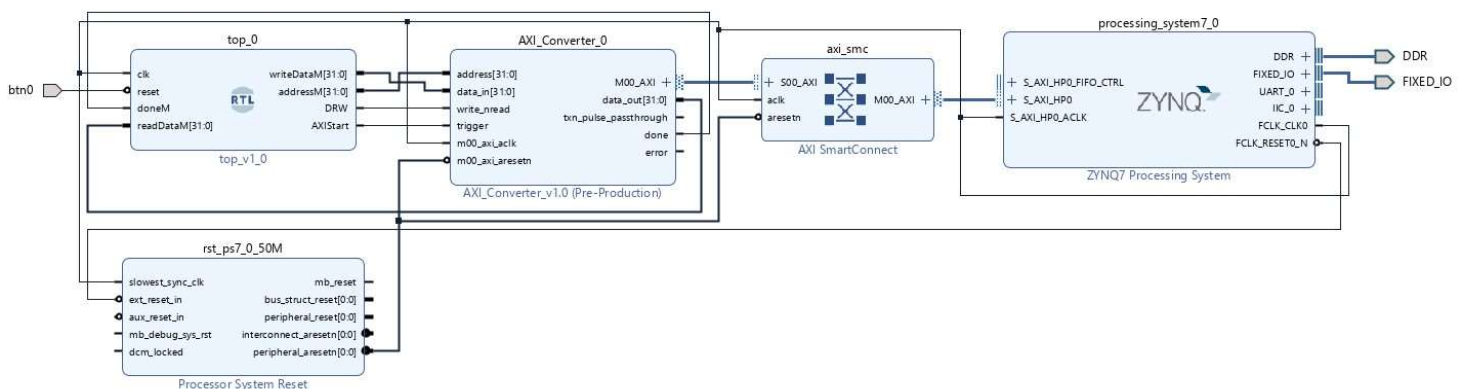 btn0
top_0
clk
reset
doneM
readDataM[31:0]
RTL
writeDataM[31:0]
addressM[31:0]
DRW
AXIStart
top_v1_0
AXI_Converter_0
address[31:0]
data_in[31:0]
write_nread
trigger
m00_axi_aclk
m00_axi_aresetn
M00_AXI
data_out[31:0]
txn_pulse_passthrough
done
error
AXI_Converter_v1.0 (Pre-Production)
axi_smc
S00_AXI
aclk
aresetn
M00_AXI
AXI SmartConnect
processing_system7_0
S_AXI_HP0_FIFO_CTRL
S_AXI_HP0
S_AXI_HP0_ACLK
ZYNQ
DDR
FIXED_IO
UART_0
IIC_0
FCLK_CLK0
FCLK_RESET0_N
ZYNQ7 Processing System
DDR
FIXED_IO
rst_ps7_0_50M
slowest_sync_clk
ext_reset_in
aux_reset_in
mb_debug_sys_rst
dcm_locked
mb_reset
bus_struct_reset[0:0]
peripheral_reset[0:0]
interconnect_aresetn[0:0]
peripheral_aresetn[0:0]
Processor System Reset